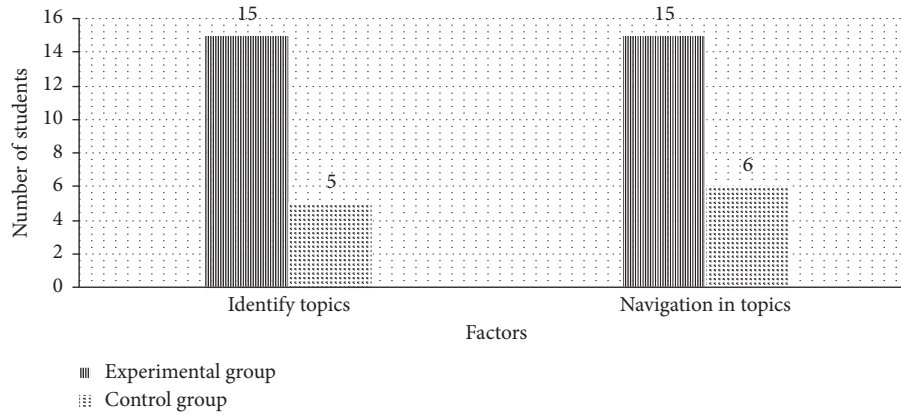 16
14
12
10
8
6
4
2
0
Number of students
15
5
15
6
Identify topics
Navigation in topics
Factors
Experimental group
Control group